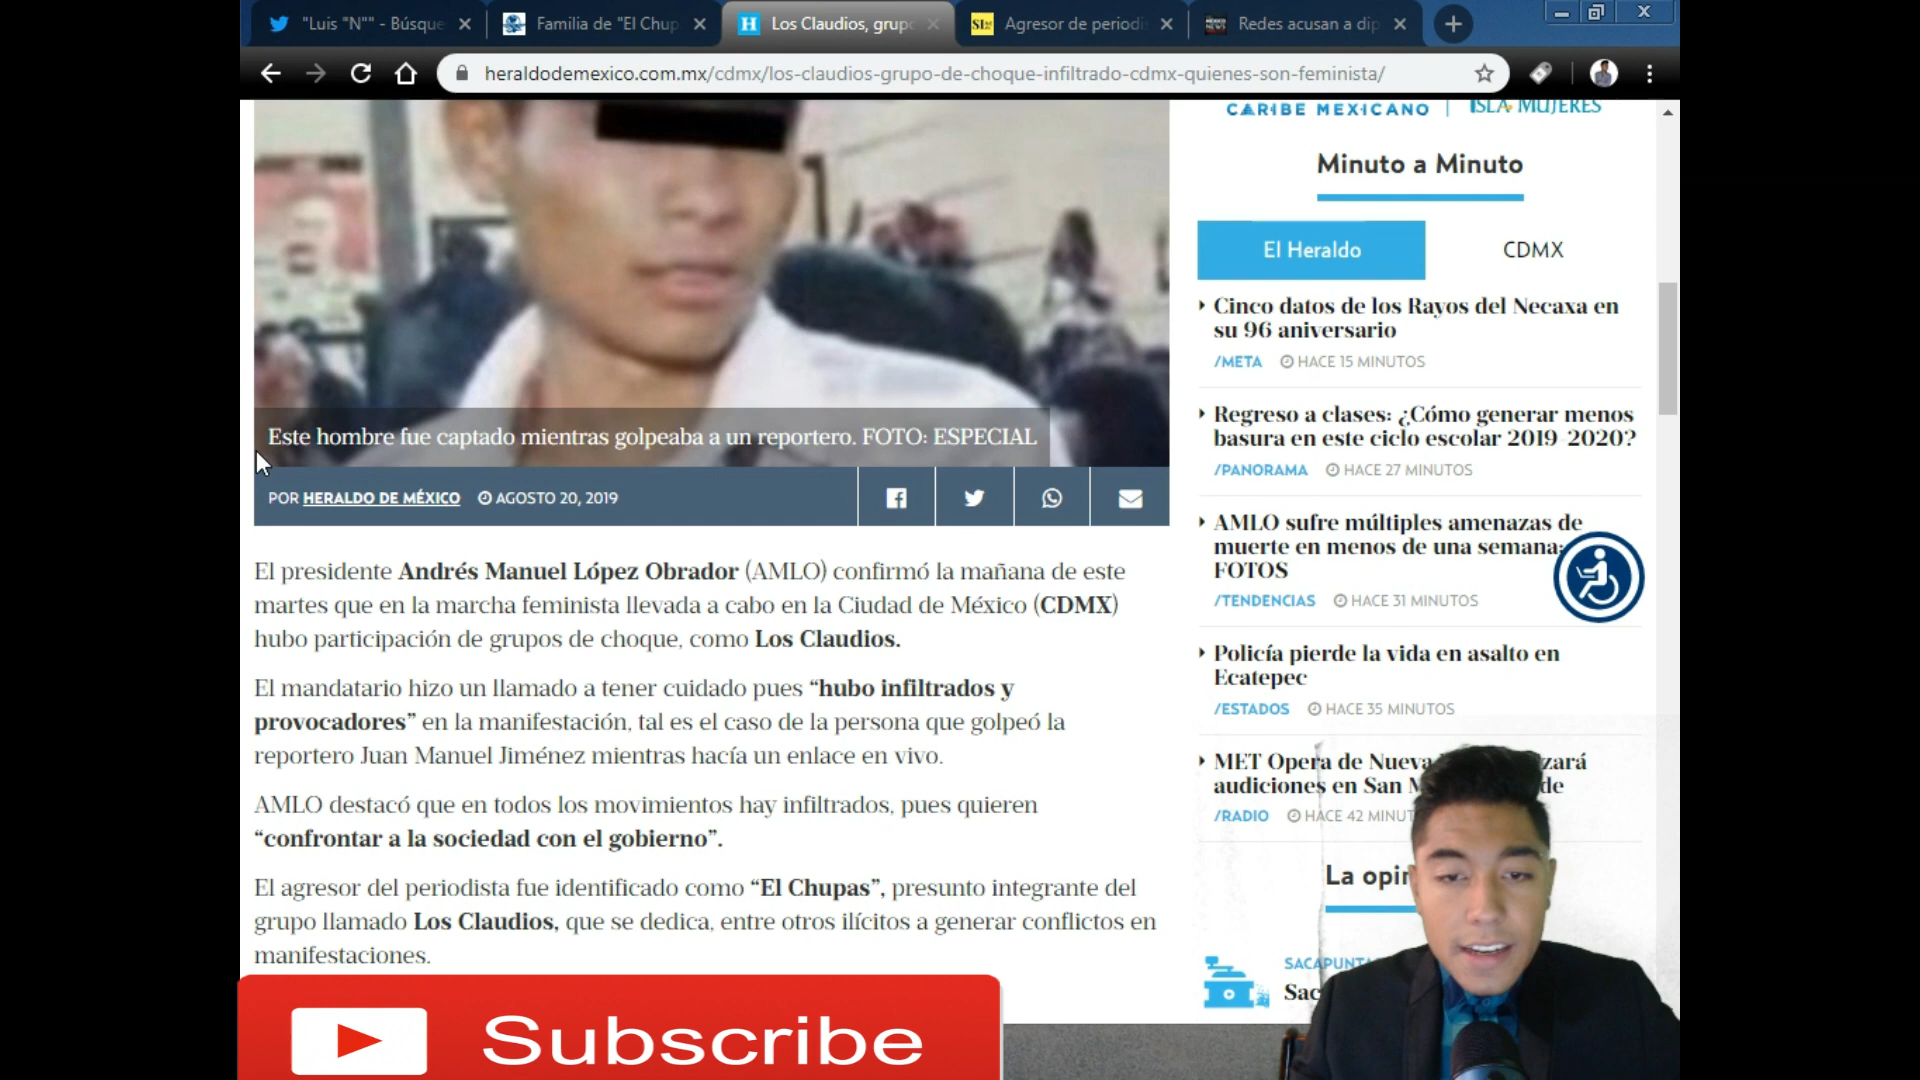 "Luis "N"" - Búsque
Familia de "El Chup
Los Claudios, grupo
Agresor de periodi
Redes acusan a dip
heraldodemexico.com.mx/cdmx/los-claudios-grupo-de-choque-infiltrado-cdmx-quienes-son-feminista/
CARIBE MEXICANO | ISLA MUJERES
Este hombre fue captado mientras golpeaba a un reportero. FOTO: ESPECIAL
POR HERALDO DE MÉXICO AGOSTO 20, 2019
El presidente Andrés Manuel López Obrador (AMLO) confirmó la mañana de este
martes que en la marcha feminista llevada a cabo en la Ciudad de México (CDMX)
hubo participación de grupos de choque, como Los Claudios.
El mandatario hizo un llamado a tener cuidado pues “hubo infiltrados y
provocadores” en la manifestación, tal es el caso de la persona que golpeó la
reportero Juan Manuel Jiménez mientras hacía un enlace en vivo.
AMLO destacó que en todos los movimientos hay infiltrados, pues quieren
“confrontar a la sociedad con el gobierno”.
El agresor del periodista fue identificado como “El Chupas”, presunto integrante del
grupo llamado Los Claudios, que se dedica, entre otros ilícitos a generar conflictos en
manifestaciones.
Minuto a Minuto
El Heraldo CDMX
Cinco datos de los Rayos del Necaxa en
su 96 aniversario
/META HACE 15 MINUTOS
Regreso a clases: ¿Cómo generar menos
basura en este ciclo escolar 2019-2020?
/PANORAMA HACE 27 MINUTOS
AMLO sufre múltiples amenazas de
muerte en menos de una semana:
FOTOS
/TENDENCIAS HACE 31 MINUTOS
Policía pierde la vida en asalto en
Ecatepec
/ESTADOS HACE 35 MINUTOS
MET Opera de Nueva zará
audiciones en San M de
/RADIO HACE 42 MINUT
La opin
SACAPUNTA
Sac
Subscribe